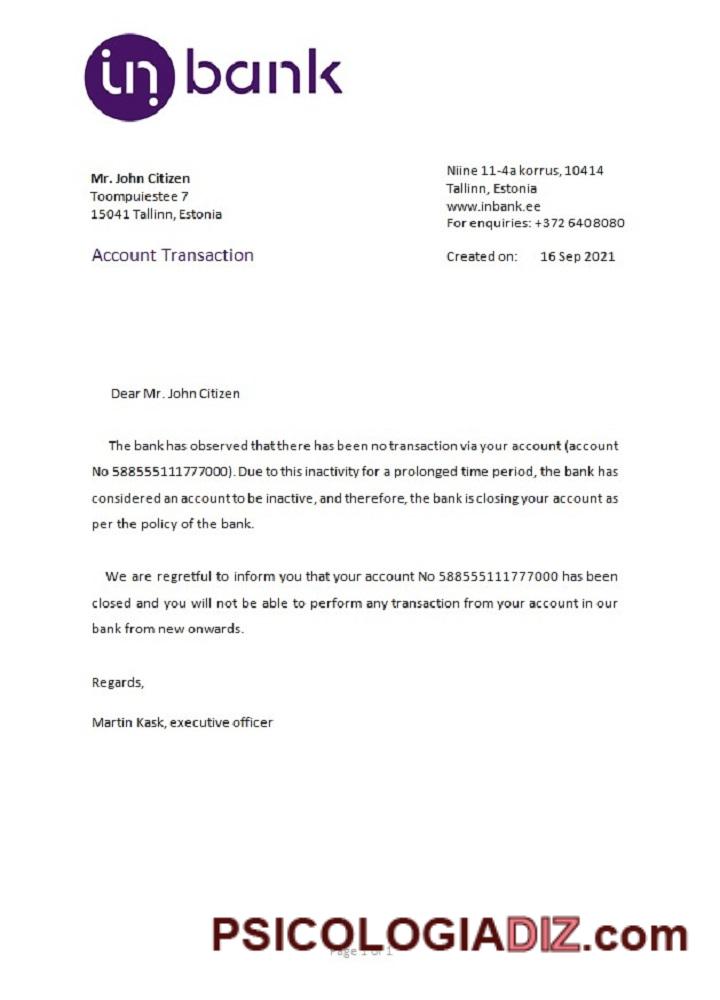 in bank
Mr. John Citizen
Toompuiestee 7
15041 Tallinn, Estonia
Niine 11-4a korrus, 10414
Tallinn, Estonia
www.inbank.ee
For enquiries: +372 6408080
Account Transaction
Created on: 16 Sep 2021
Dear Mr. John Citizen
The bank has observed that there has been no transaction via your account (account
No 588555111777000). Due to this inactivity for a prolonged time period, the bank has
considered an account to be inactive, and therefore, the bank is closing your account as
per the policy of the bank.
We are regretful to inform you that your account No 588555111777000 has been
closed and you will not be able to perform any transaction from your account in our
bank from new onwards.
Regards,
Martin Kask, executive officer
PSICOLOGIADIZ.com
Page 1 of 1